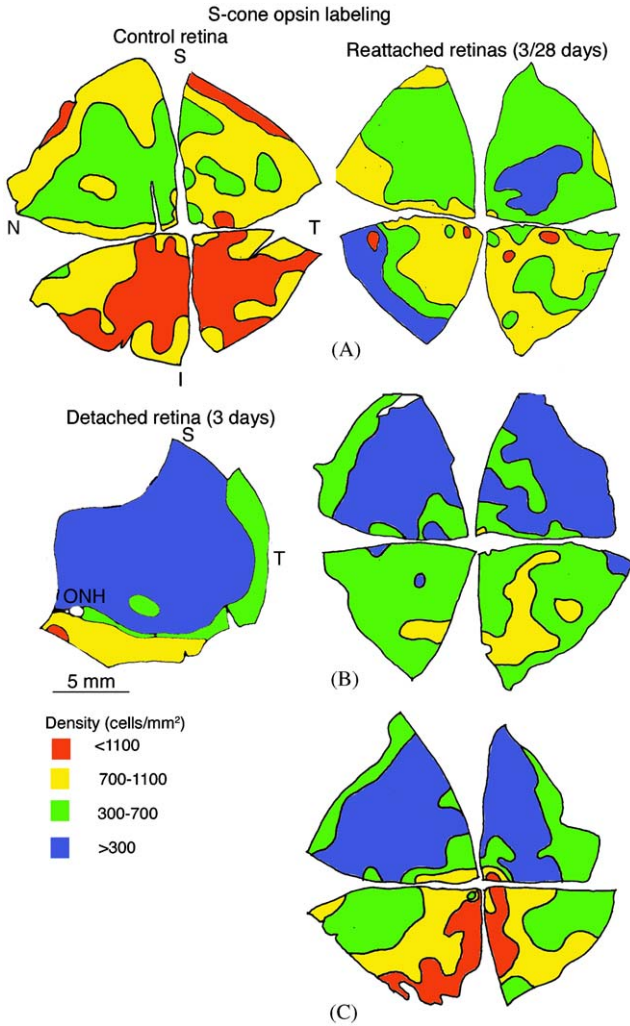 S-cone opsin labeling
Control retina
S
Reattached retinas (3/28 days)
N
T
(A)
I
Detached retina (3 days)
S
T
ONH
5 mm
(B)
Density (cells/mm²)
<1100
700-1100
300-700
>300
(C)